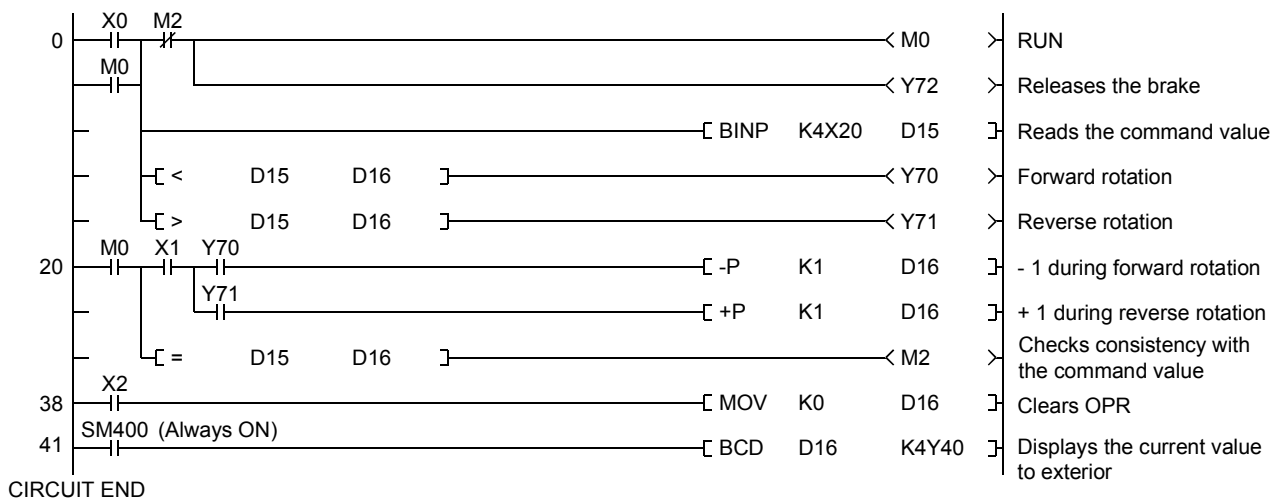 X0 M2
0 M0 RUN
M0
Y72 Releases the brake
BINP K4X20 D15 Reads the command value
< D15 D16 Y70 Forward rotation
> D15 D16 Y71 Reverse rotation
M0 X1 Y70
20 -P K1 D16 - 1 during forward rotation
Y71
+P K1 D16 + 1 during reverse rotation
= D15 D16 M2 Checks consistency with
the command value
X2
38 MOV K0 D16 Clears OPR
SM400 (Always ON)
41 BCD D16 K4Y40 Displays the current value
to exterior
CIRCUIT END